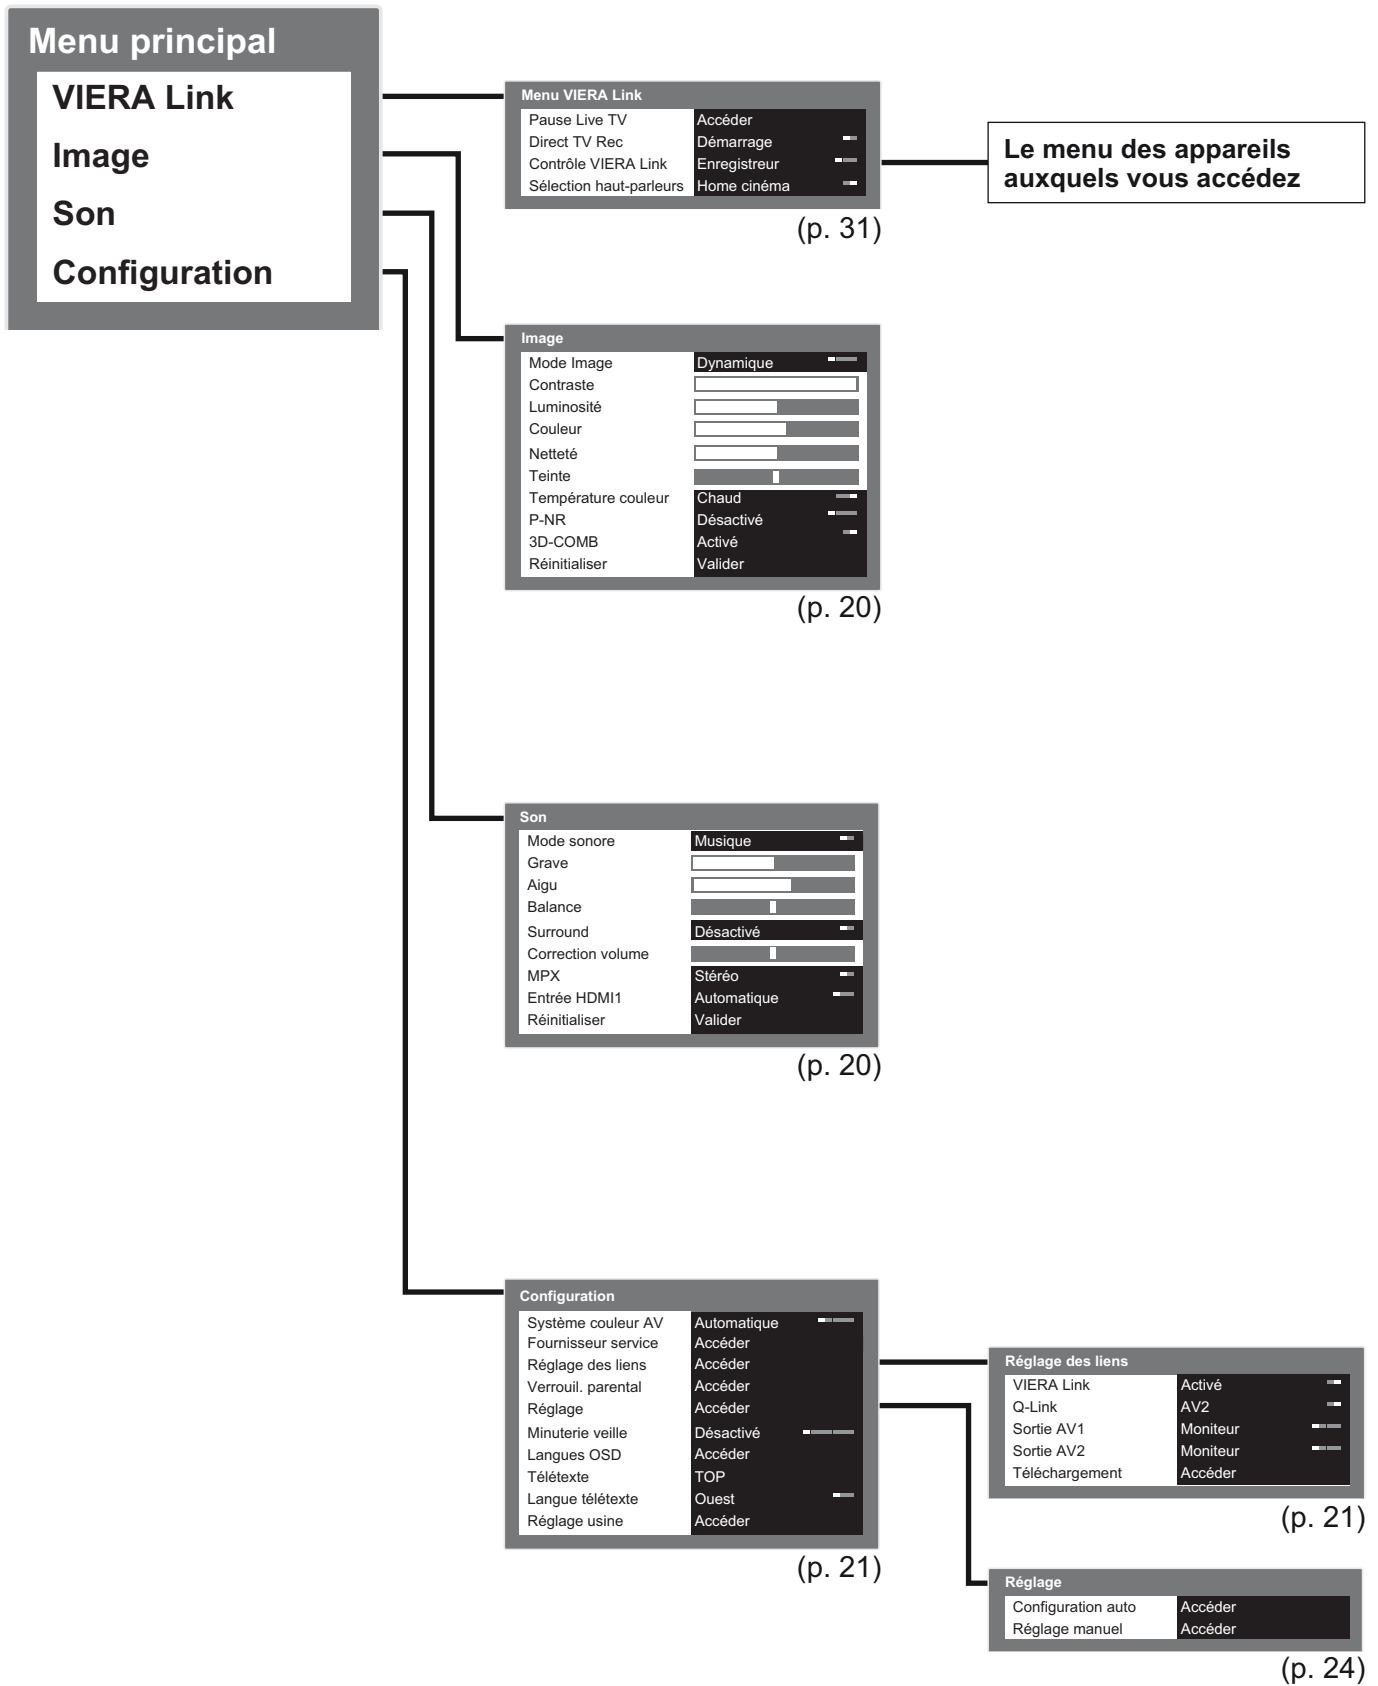 Menu principal
VIERA Link
Image
Son
Configuration
Menu VIERA Link
Pause Live TV Accéder
Direct TV Rec Démarrage
Contrôle VIERA Link Enregistreur
Sélection haut-parleurs Home cinéma
(p. 31)
Le menu des appareils
auxquels vous accédez
Image
Mode Image Dynamique
Contraste
Luminosité
Couleur
Netteté
Teinte
Température couleur Chaud
P-NR Désactivé
3D-COMB Activé
Réinitialiser Valider
(p. 20)
Son
Mode sonore Musique
Grave
Aigu
Balance
Surround Désactivé
Correction volume
MPX Stéréo
Entrée HDMI1 Automatique
Réinitialiser Valider
(p. 20)
Configuration
Système couleur AV Automatique
Fournisseur service Accéder
Réglage des liens Accéder
Verrouil. parental Accéder
Réglage Accéder
Minuterie veille Désactivé
Langues OSD Accéder
Télétexte TOP
Langue télétexte Ouest
Réglage usine Accéder
(p. 21)
Réglage des liens
VIERA Link Activé
Q-Link AV2
Sortie AV1 Moniteur
Sortie AV2 Moniteur
Téléchargement Accéder
(p. 21)
Réglage
Configuration auto Accéder
Réglage manuel Accéder
(p. 24)